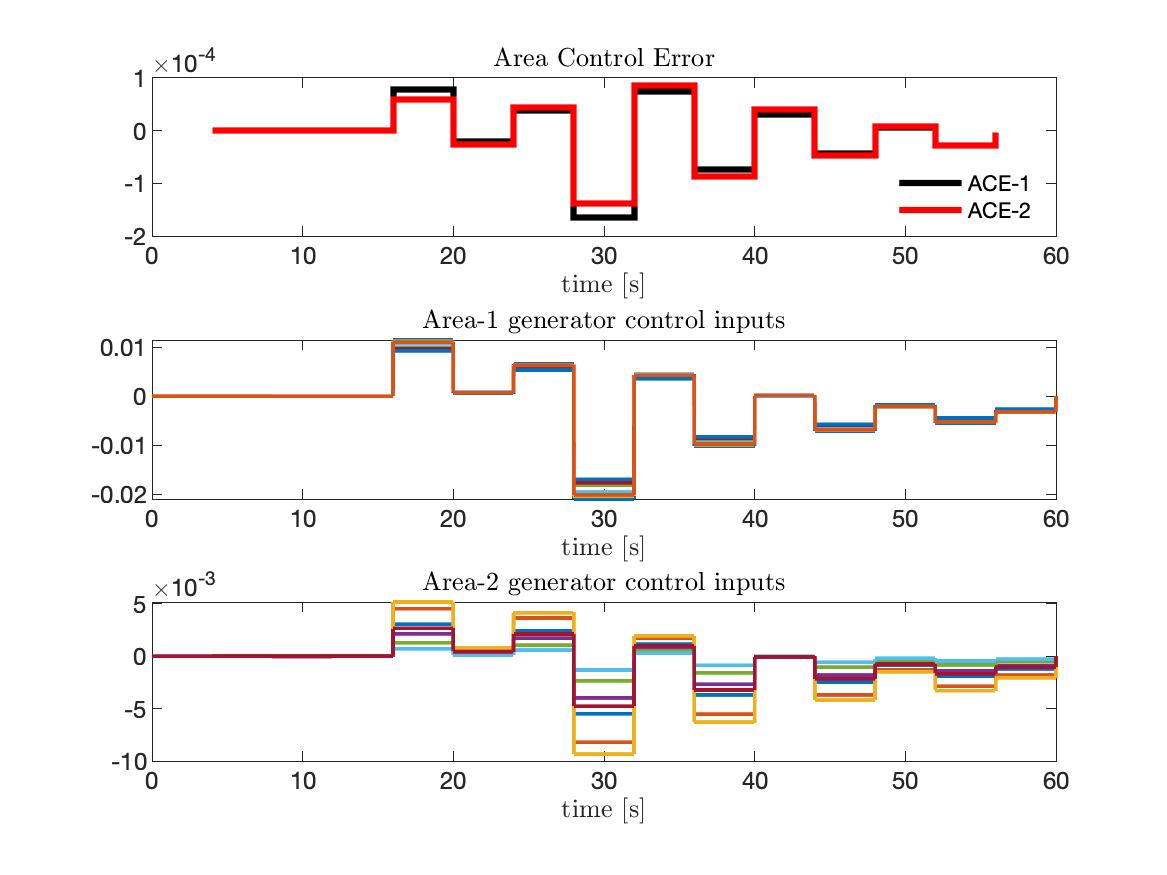 Area Control Error
×10-4
1
0
-1
-2
ACE-1
ACE-2
0 10 20 30 40 50 60
time [s]
Area-1 generator control inputs
0.01
0
-0.01
-0.02
0 10 20 30 40 50 60
time [s]
Area-2 generator control inputs
×10-3
5
0
-5
-10
0 10 20 30 40 50 60
time [s]